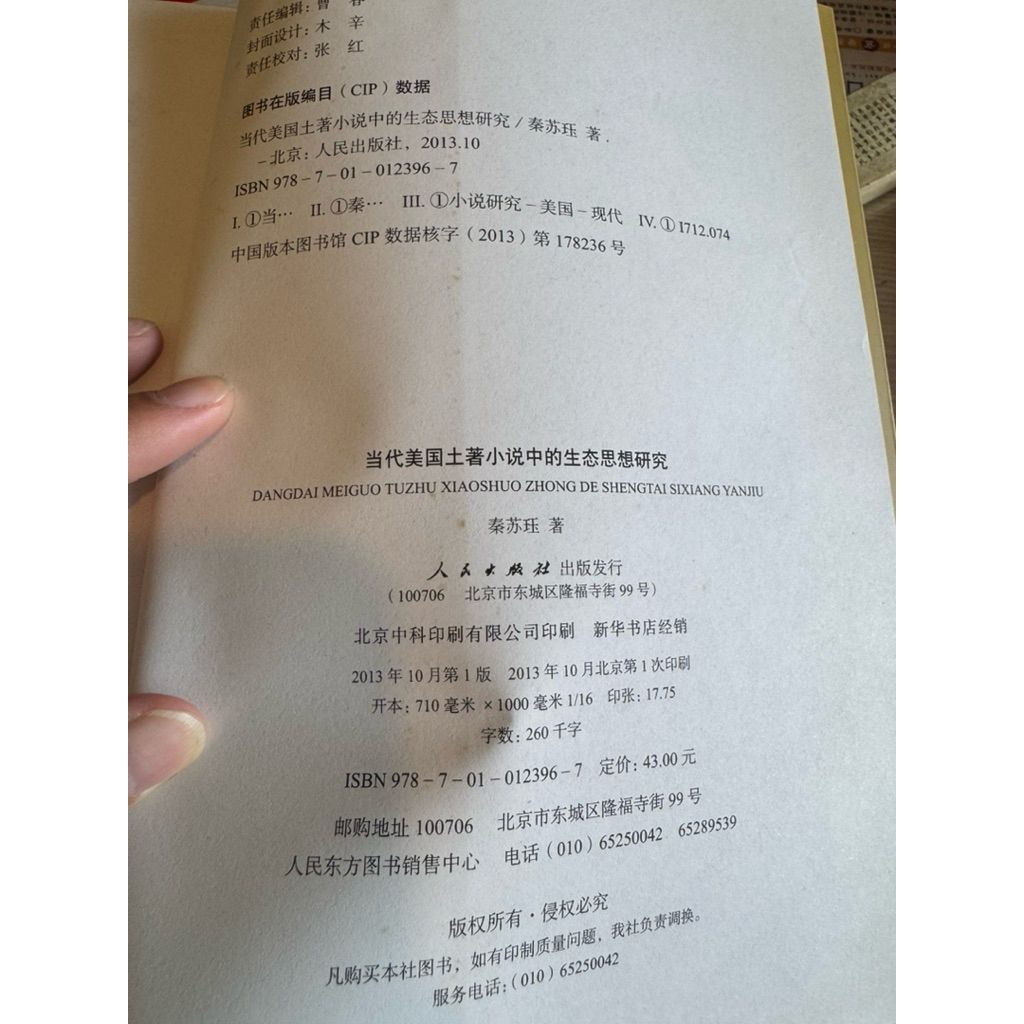 责任编辑：曾 春
封面设计：木 辛
责任校对：张 红
图书在版编目（CIP）数据
当代美国土著小说中的生态思想研究 / 秦苏珏 著．
－北京：人民出版社，2013.10
ISBN 978－7－01－012396－7
I. ①当… II. ①秦… III. ①小说研究－美国－现代 IV. ① I712.074
中国版本图书馆 CIP 数据核字（2013）第 178236 号
当代美国土著小说中的生态思想研究
DANGDAI MEIGUO TUZHU XIAOSHUO ZHONG DE SHENGTAI SIXIANG YANJIU
秦苏珏 著
人民出版社 出版发行
（100706 北京市东城区隆福寺街 99 号）
北京中科印刷有限公司印刷 新华书店经销
2013 年 10 月第 1 版 2013 年 10 月北京第 1 次印刷
开本：710 毫米 ×1000 毫米 1/16 印张：17.75
字数：260 千字
ISBN 978－7－01－012396－7 定价：43.00 元
邮购地址 100706 北京市东城区隆福寺街 99 号
人民东方图书销售中心 电话（010）65250042 65289539
版权所有·侵权必究
凡购买本社图书，如有印制质量问题，我社负责调换。
服务电话：（010）65250042